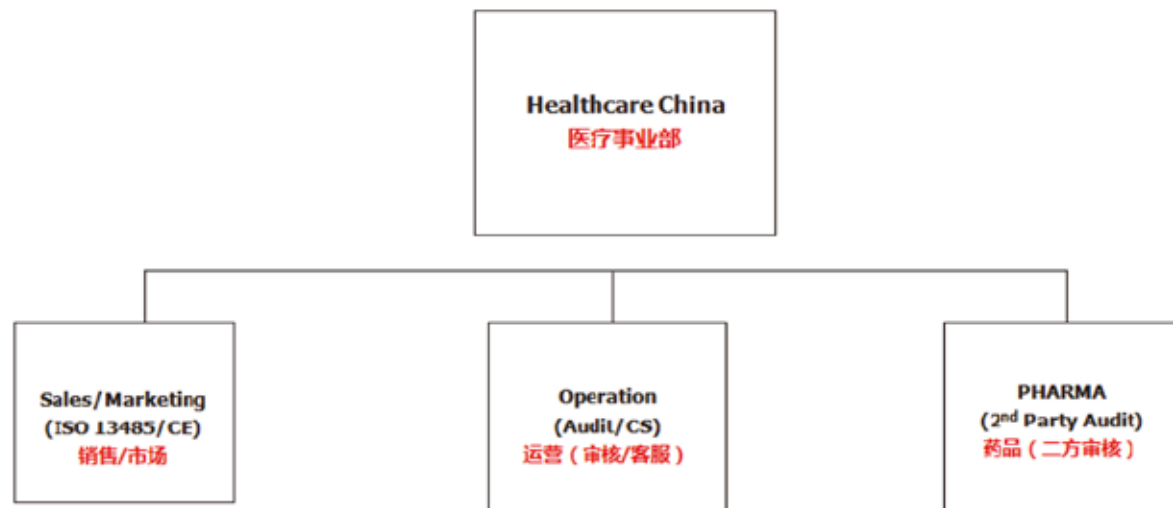 Healthcare China
医疗事业部
Sales/Marketing
(ISO 13485/CE)
销售/市场
Operation
(Audit/CS)
运营（审核/客服）
PHARMA
(2nd Party Audit)
药品（二方审核）